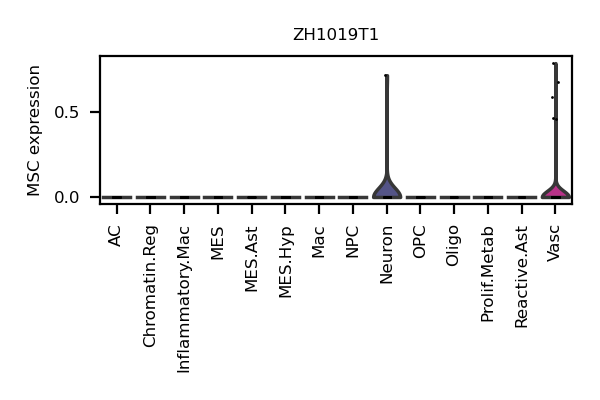 ZH1019T1
MSC expression
0.5
0.0
AC
Chromatin.Reg
Inflammatory.Mac
MES
MES.Ast
MES.Hyp
Mac
NPC
Neuron
OPC
Oligo
Prolif.Metab
Reactive.Ast
Vasc